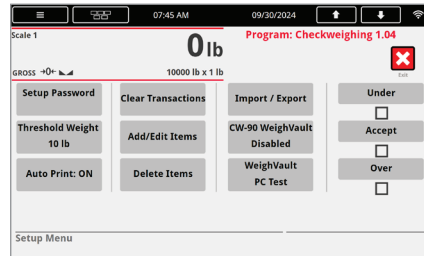 07:45 AM 09/30/2024
Scale 1
Program: Checkweighing 1.04
0 lb
Exit
GROSS →0← 10000 lb x 1 lb
Setup Password
Clear Transactions
Import / Export
Under
Threshold Weight
10 lb
Add/Edit Items
CW-90 WeighVault
Disabled
Accept
Auto Print: ON
Delete Items
WeighVault
PC Test
Over
Setup Menu